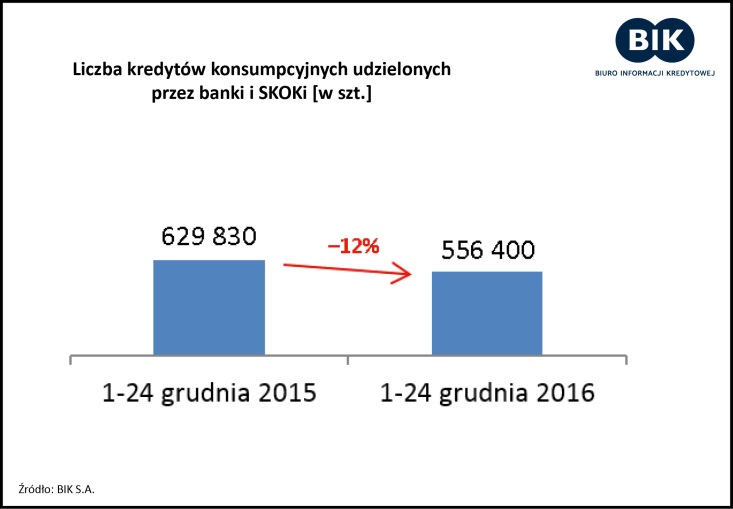 BIK
BIURO INFORMACJI KREDYTOWEJ
Liczba kredytów konsumpcyjnych udzielonych
przez banki i SKOKi [w szt.]
629 830
–12%
556 400
1-24 grudnia 2015
1-24 grudnia 2016
Źródło: BIK S.A.